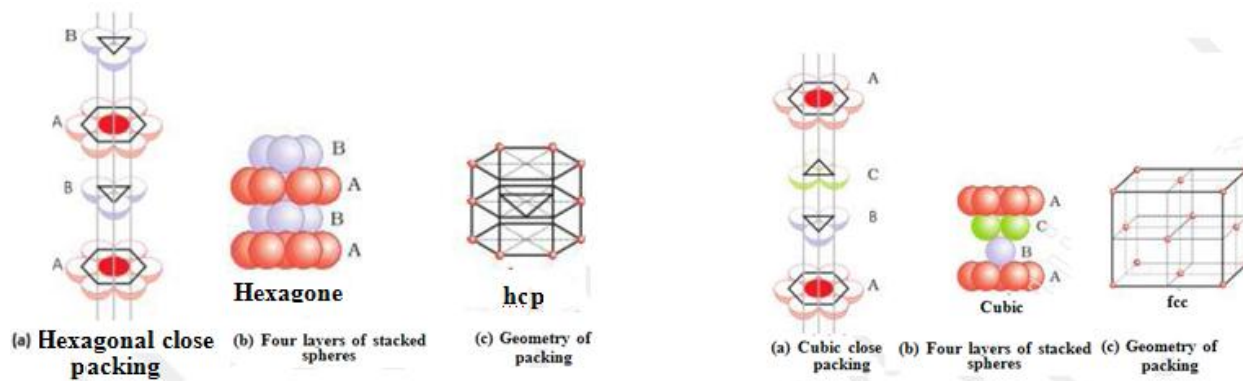 B
A
B
A
B
A
B
A
Hexagone
hcp
(a) Hexagonal close
packing
(b) Four layers of stacked
spheres
(c) Geometry of
packing
A
C
B
A
A
C
B
A
Cubic
fcc
(a) Cubic close
packing
(b) Four layers of stacked
spheres
(c) Geometry of
packing